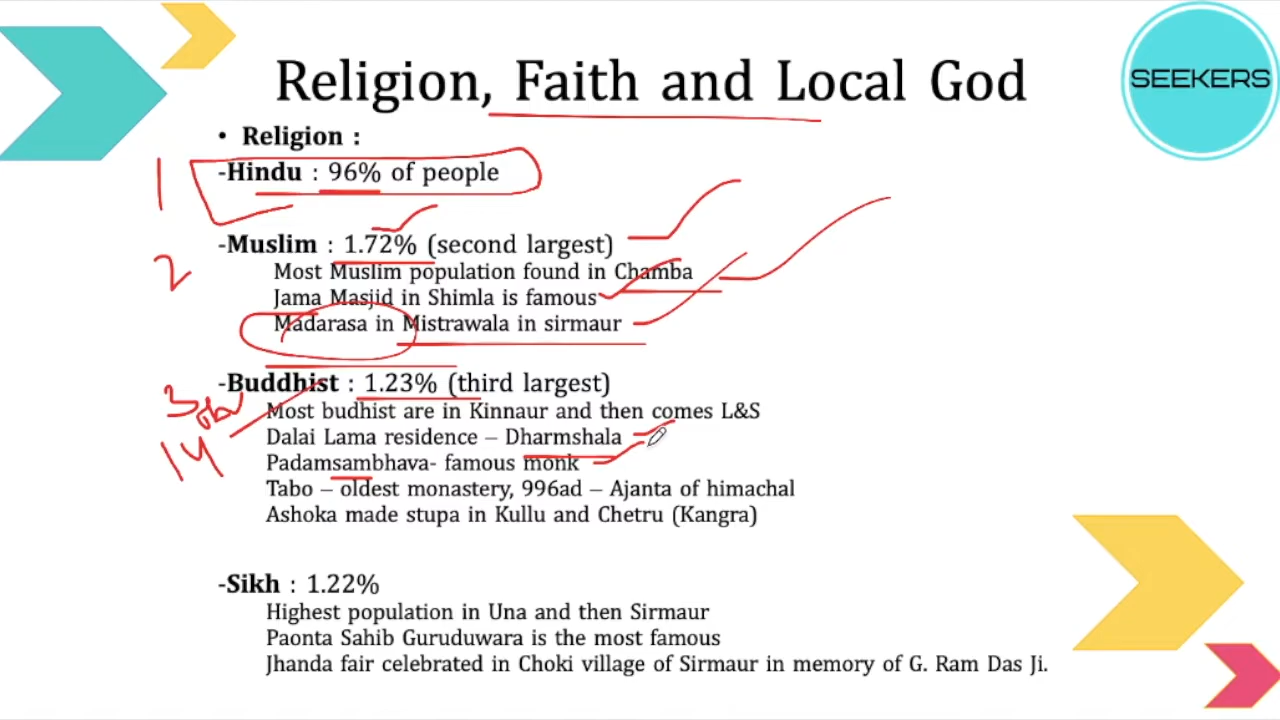 SEEKERS
Religion, Faith and Local God
• Religion :
-Hindu : 96% of people
1
-Muslim : 1.72% (second largest)
2
Most Muslim population found in Chamba
Jama Masjid in Shimla is famous
Madarasa in Mistrawala in sirmaur
-Buddhist : 1.23% (third largest)
3
Most budhist are in Kinnaur and then comes L&S
Dalai Lama residence – Dharmshala
14
Padamsambhava- famous monk
Tabo – oldest monastery, 996ad – Ajanta of himachal
Ashoka made stupa in Kullu and Chetru (Kangra)
-Sikh : 1.22%
Highest population in Una and then Sirmaur
Paonta Sahib Guruduwara is the most famous
Jhanda fair celebrated in Choki village of Sirmaur in memory of G. Ram Das Ji.